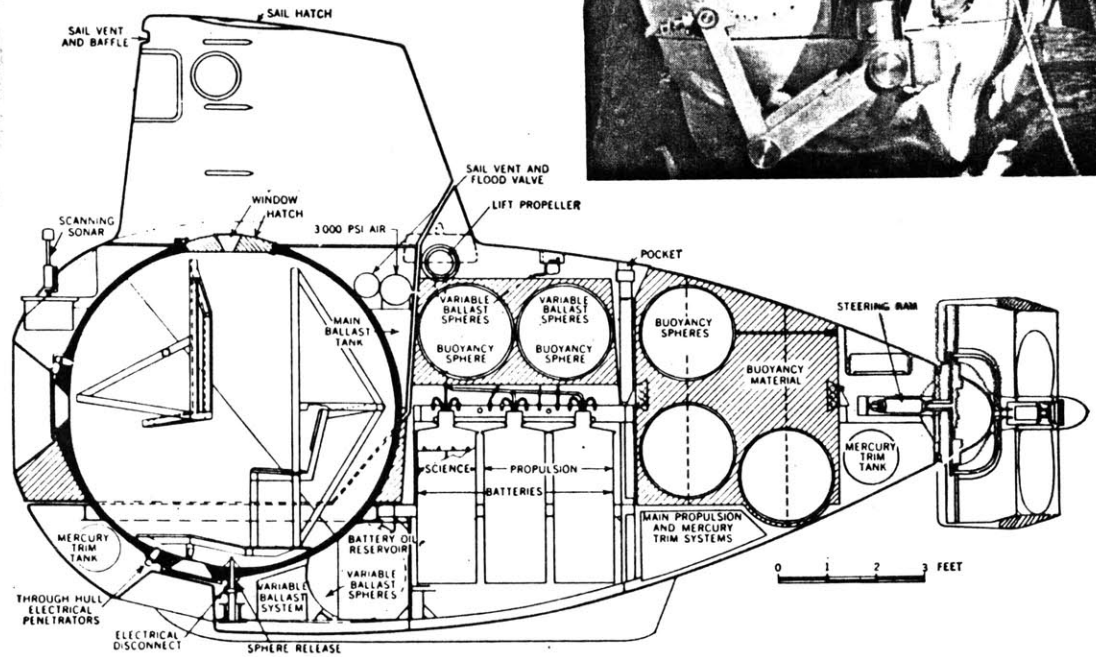 SAIL HATCH
SAIL VENT
AND BAFFLE
SAIL VENT AND
FLOOD VALVE
WINDOW
HATCH
LIFT PROPELLER
SCANNING
SONAR
3000 PSI AIR
POCKET
MAIN
BALLAST
TANK
VARIABLE
BALLAST
SPHERES
VARIABLE
BALLAST
SPHERES
BUOYANCY
SPHERE
BUOYANCY
SPHERE
BUOYANCY
SPHERES
STEERING RAM
BUOYANCY
MATERIAL
MERCURY
TRIM
TANK
SCIENCE
PROPULSION
BATTERIES
MERCURY
TRIM
TANK
BATTERY OIL
RESERVOIR
MAIN PROPULSION
AND MERCURY
TRIM SYSTEMS
VARIABLE
BALLAST
SYSTEM
VARIABLE
BALLAST
SPHERES
THROUGH HULL
ELECTRICAL
PENETRATORS
ELECTRICAL
DISCONNECT
SPHERE RELEASE
0 1 2 3 FEET